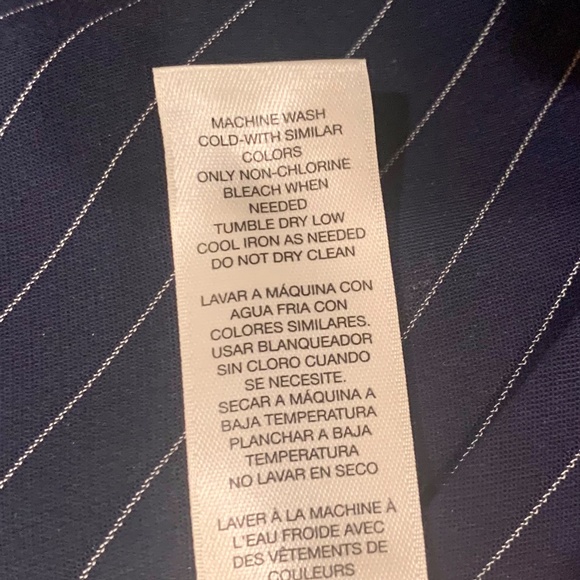 MACHINE WASH
COLD-WITH SIMILAR
COLORS
ONLY NON-CHLORINE
BLEACH WHEN
NEEDED
TUMBLE DRY LOW
COOL IRON AS NEEDED
DO NOT DRY CLEAN
LAVAR A MÁQUINA CON
AGUA FRIA CON
COLORES SIMILARES.
USAR BLANQUEADOR
SIN CLORO CUANDO
SE NECESITE.
SECAR A MÁQUINA A
BAJA TEMPERATURA
PLANCHAR A BAJA
TEMPERATURA
NO LAVAR EN SECO
LAVER À LA MACHINE À
L'EAU FROIDE AVEC
DES VÊTEMENTS DE
COULEURS